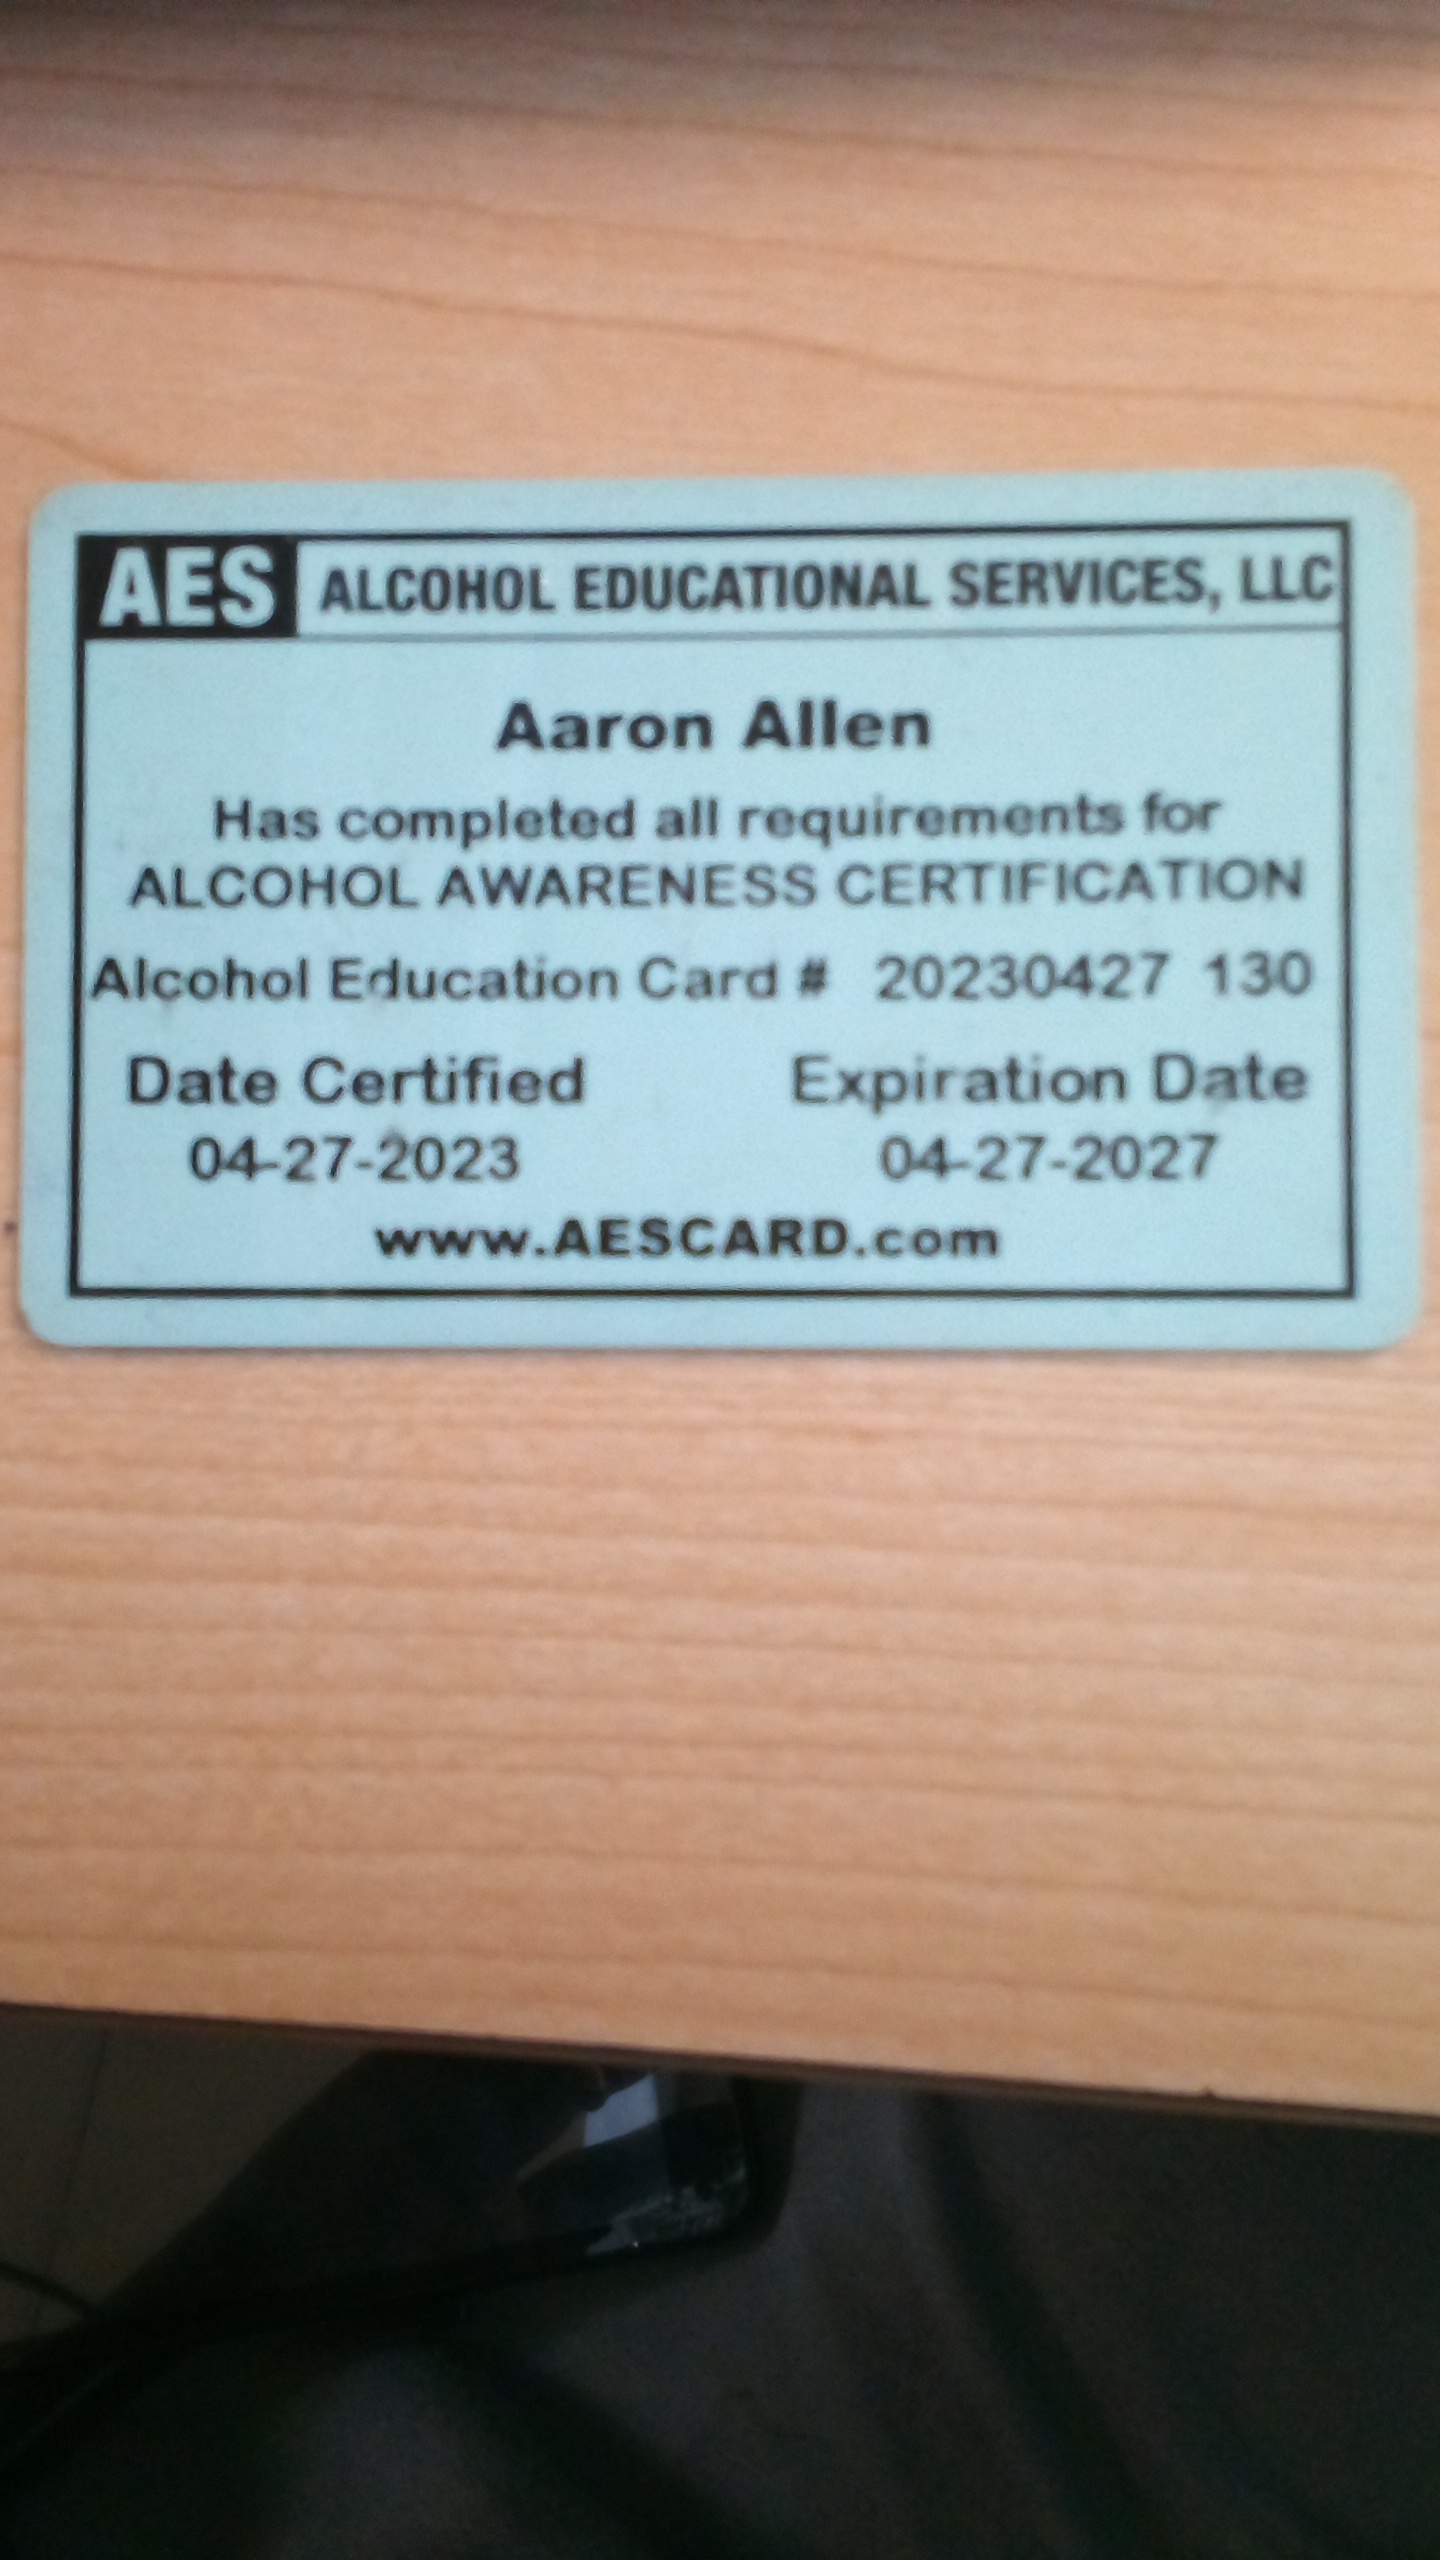 AES ALCOHOL EDUCATIONAL SERVICES, LLC
Aaron Allen
Has completed all requirements for
ALCOHOL AWARENESS CERTIFICATION
Alcohol Education Card # 20230427 130
Date Certified Expiration Date
04-27-2023 04-27-2027
www.AESCARD.com